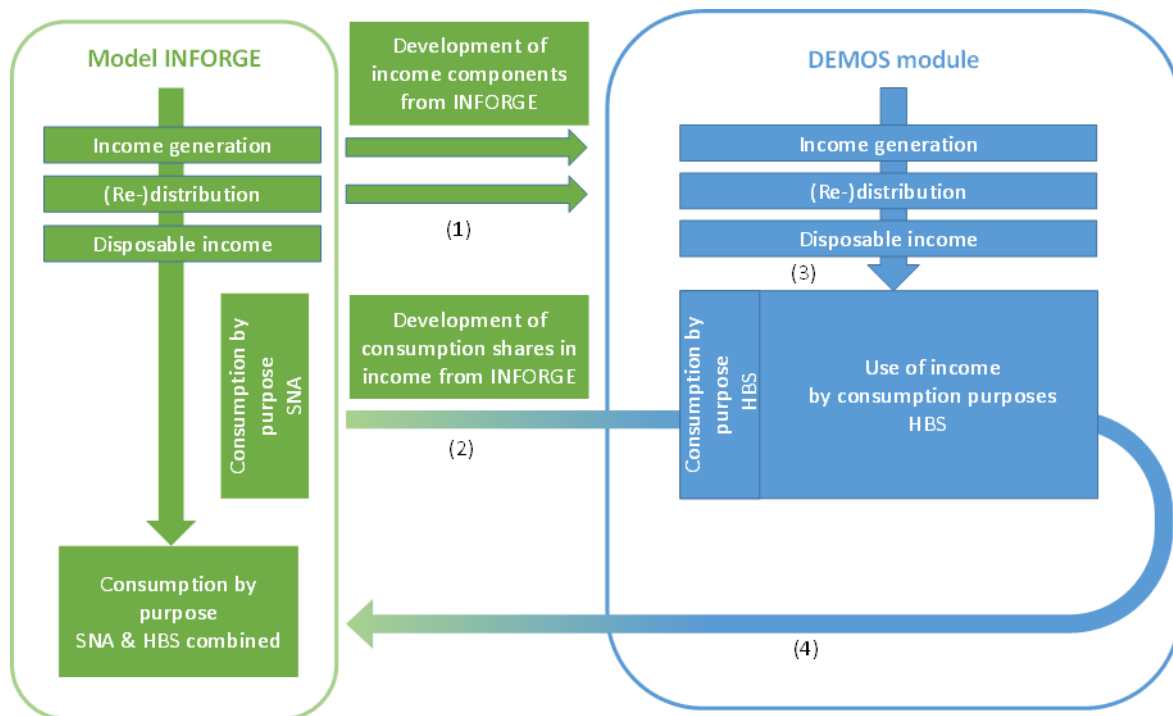 Model INFORGE
Income generation
(Re-)distribution
Disposable income
Consumption by
purpose
SNA
Consumption by
purpose
SNA & HBS combined
Development of
income components
from INFORGE
(1)
Development of
consumption shares in
income from INFORGE
(2)
DEMOS module
Income generation
(Re-)distribution
Disposable income
(3)
Consumption by
purpose
HBS
Use of income
by consumption purposes
HBS
(4)